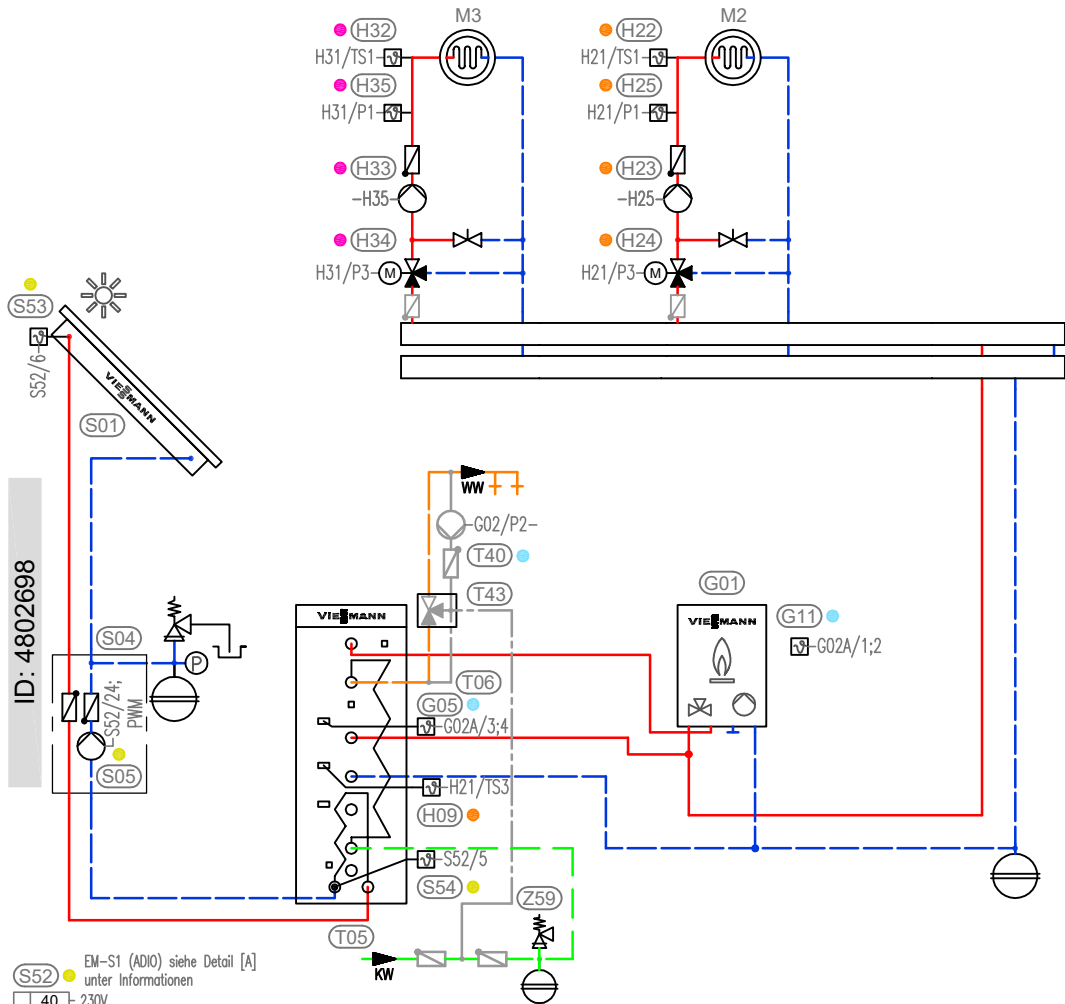 M3
M2
H32
H22
H31/TS1
H21/TS1
H35
H25
H31/P1
H21/P1
H33
H23
-H35-
-H25-
H34
H24
H31/P3
M
H21/P3
M
S53
S52/6
VIESSMANN
S01
WW
G02/P2-
T40
T43
G01
VIESSMANN
VIESSMANN
G11
G02A/1;2
ID: 4802698
S04
P
S52/24;
PWM
S05
T06
G05
G02A/3;4
H21/TS3
H09
S52/5
S54
Z59
T05
KW
S52
EM-S1 (ADIO) siehe Detail [A]
unter Informationen
40
230V